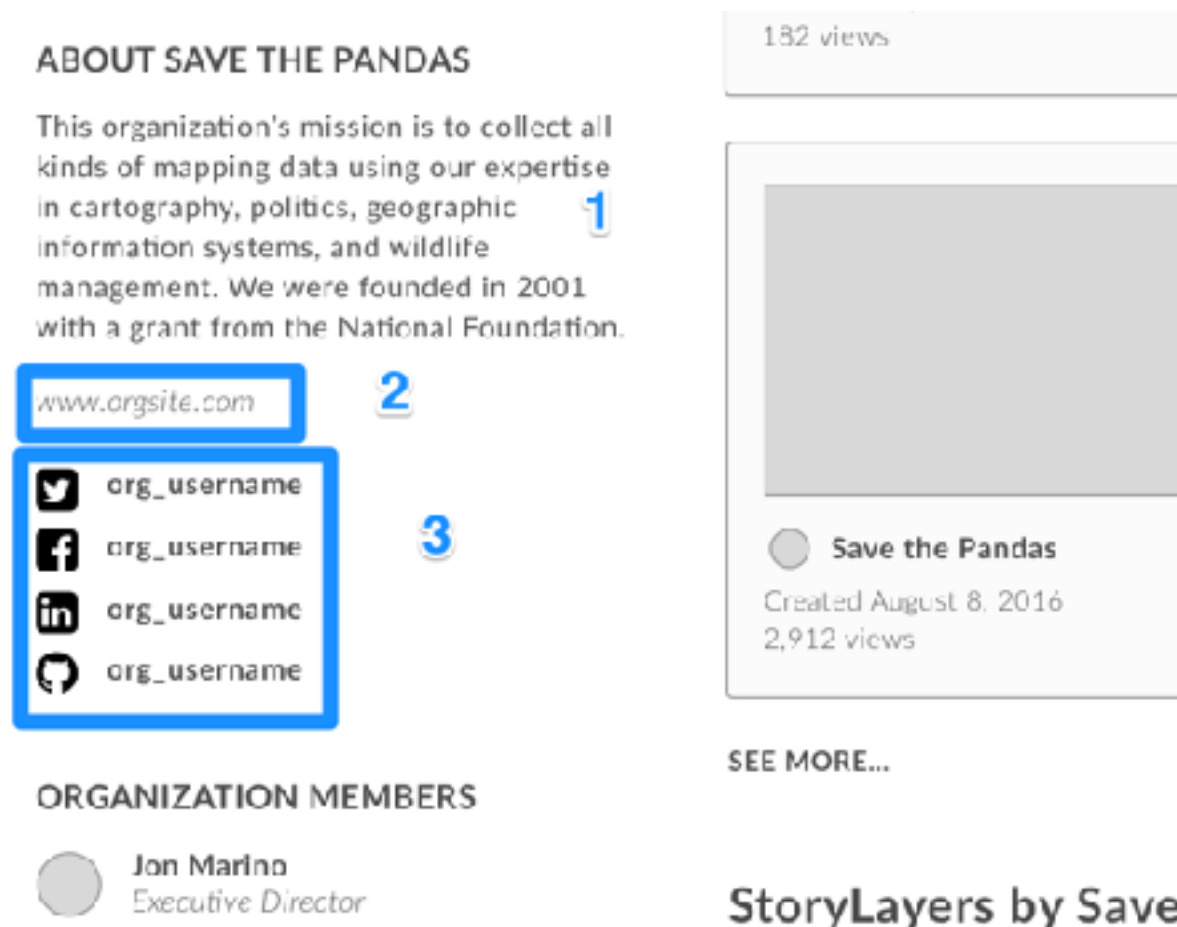 ABOUT SAVE THE PANDAS
This organization's mission is to collect all
kinds of mapping data using our expertise
in cartography, politics, geographic
information systems, and wildlife
management. We were founded in 2001
with a grant from the National Foundation.
1
www.orgsite.com
2
org_username
org_username
org_username
org_username
3
ORGANIZATION MEMBERS
Jon Marino
Executive Director
182 views
Save the Pandas
Created August 8, 2016
2,912 views
SEE MORE...
StoryLayers by Save